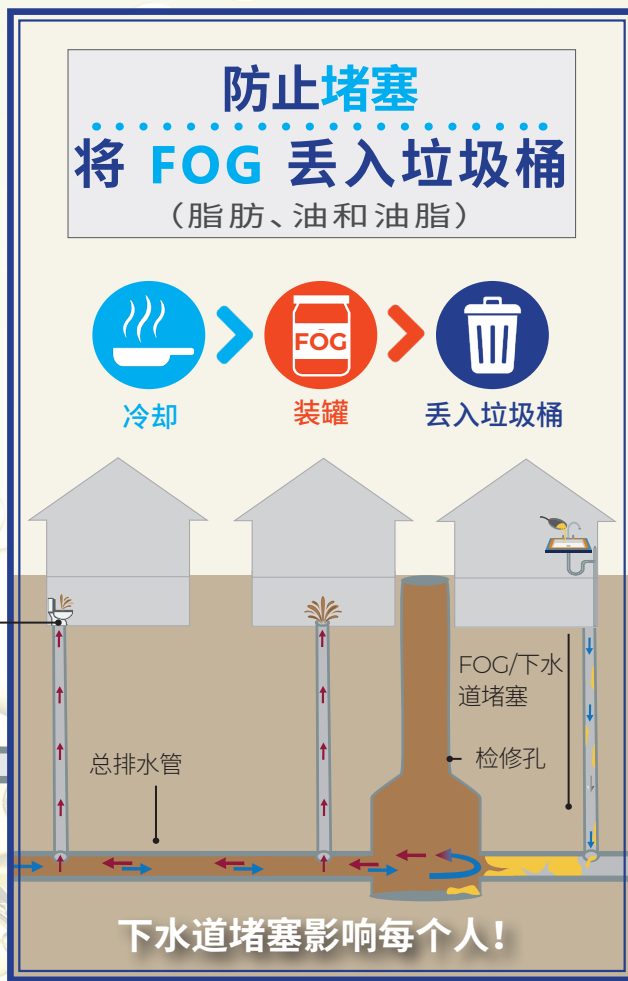 防止堵塞
将 FOG 丢入垃圾桶
（脂肪、油和油脂）
FOG
冷却
装罐
丢入垃圾桶
FOG/下水
道堵塞
检修孔
总排水管
下水道堵塞影响每个人！